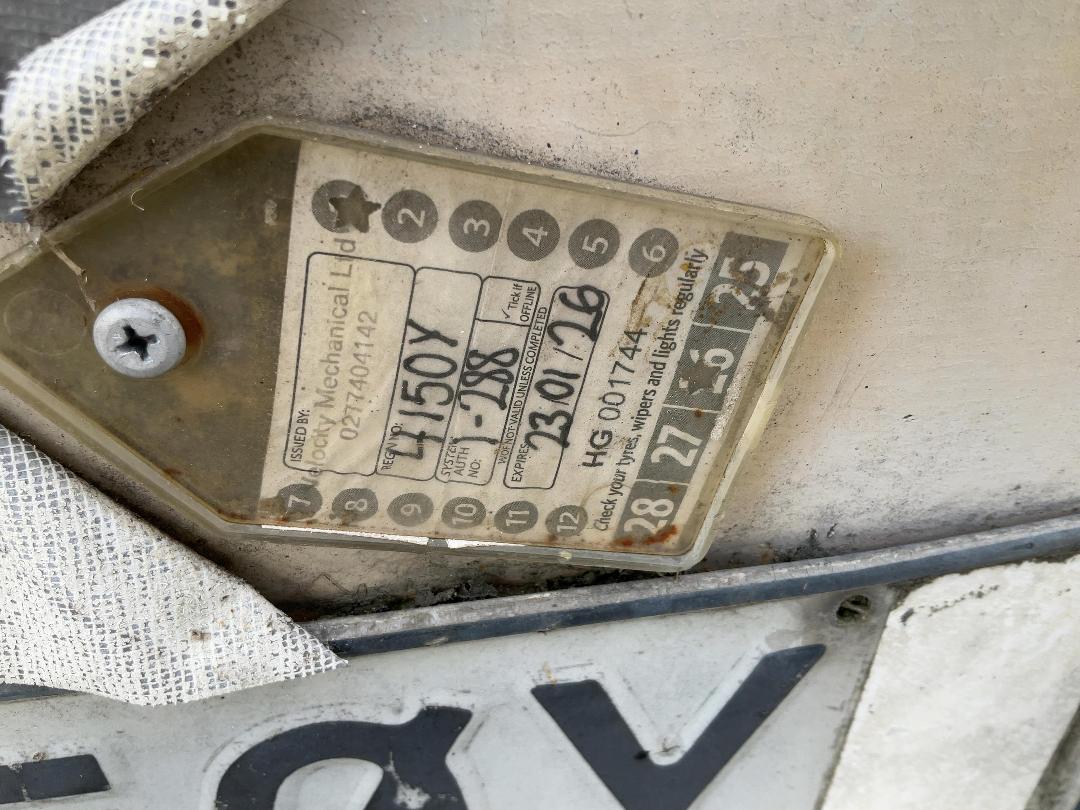 ISSUED BY:
Velocity Mechanical Ltd
0277404142
7
8
9
10
11
12
2
3
4
5
6
REGN NO: L1150Y
SYSTEM AUTH NO: 1-288
✓ Tick if
OFFLINE
WOF NOT VALID UNLESS COMPLETED
EXPIRES 23/01/26
HG 001744
Check your tyres, wipers and lights regularly
28 27 26 25